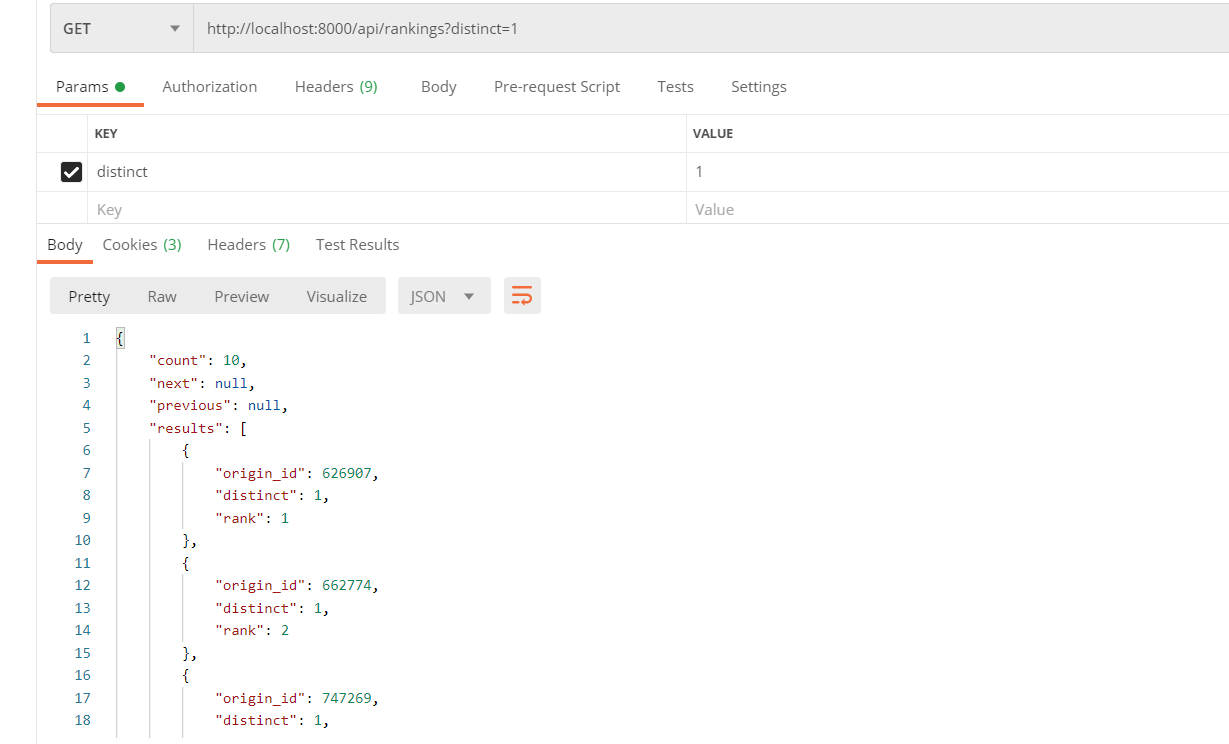 GET http://localhost:8000/api/rankings?distinct=1
Params Authorization Headers (9) Body Pre-request Script Tests Settings
KEY VALUE
distinct 1
Key Value
Body Cookies (3) Headers (7) Test Results
Pretty Raw Preview Visualize JSON
1 {
2 "count": 10,
3 "next": null,
4 "previous": null,
5 "results": [
6 {
7 "origin_id": 626907,
8 "distinct": 1,
9 "rank": 1
10 },
11 {
12 "origin_id": 662774,
13 "distinct": 1,
14 "rank": 2
15 },
16 {
17 "origin_id": 747269,
18 "distinct": 1,